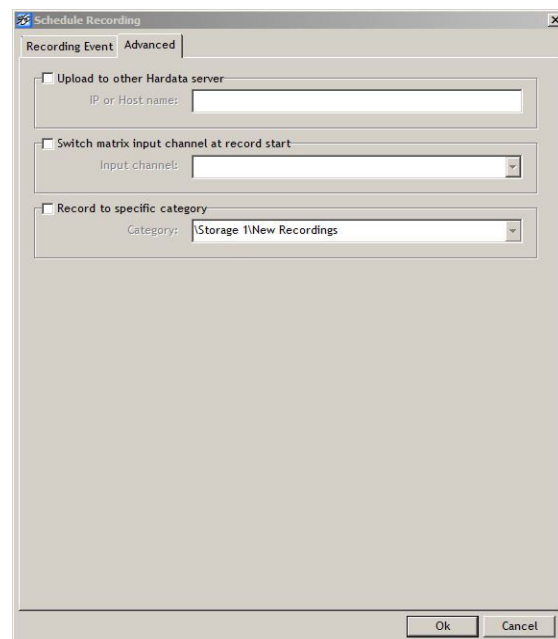 Schedule Recording
Recording Event Advanced
Upload to other Hardata server
IP or Host name:
Switch matrix input channel at record start
Input channel:
Record to specific category
Category: \Storage 1\New Recordings
Ok Cancel